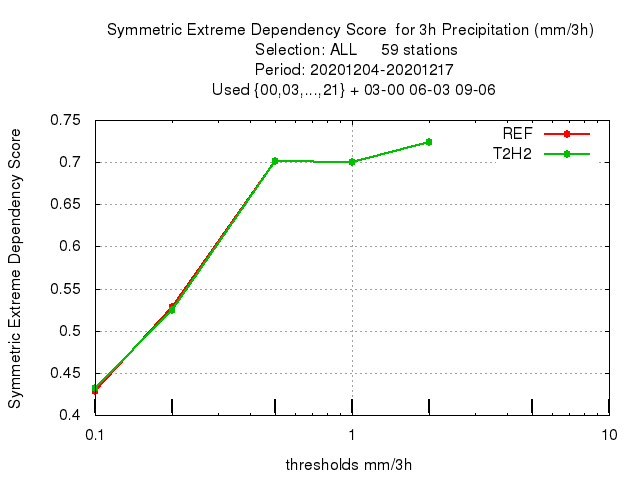 Symmetric Extreme Dependency Score for 3h Precipitation (mm/3h)
Selection: ALL 59 stations
Period: 20201204-20201217
Used {00,03,...,21} + 03-00 06-03 09-06
Symmetric Extreme Dependency Score
0.75
0.7
0.65
0.6
0.55
0.5
0.45
0.4
REF
T2H2
0.1 1 10
thresholds mm/3h